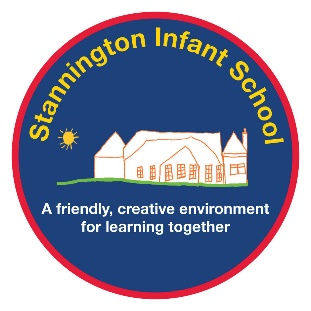 Stannington Infant School
A friendly, creative environment
for learning together